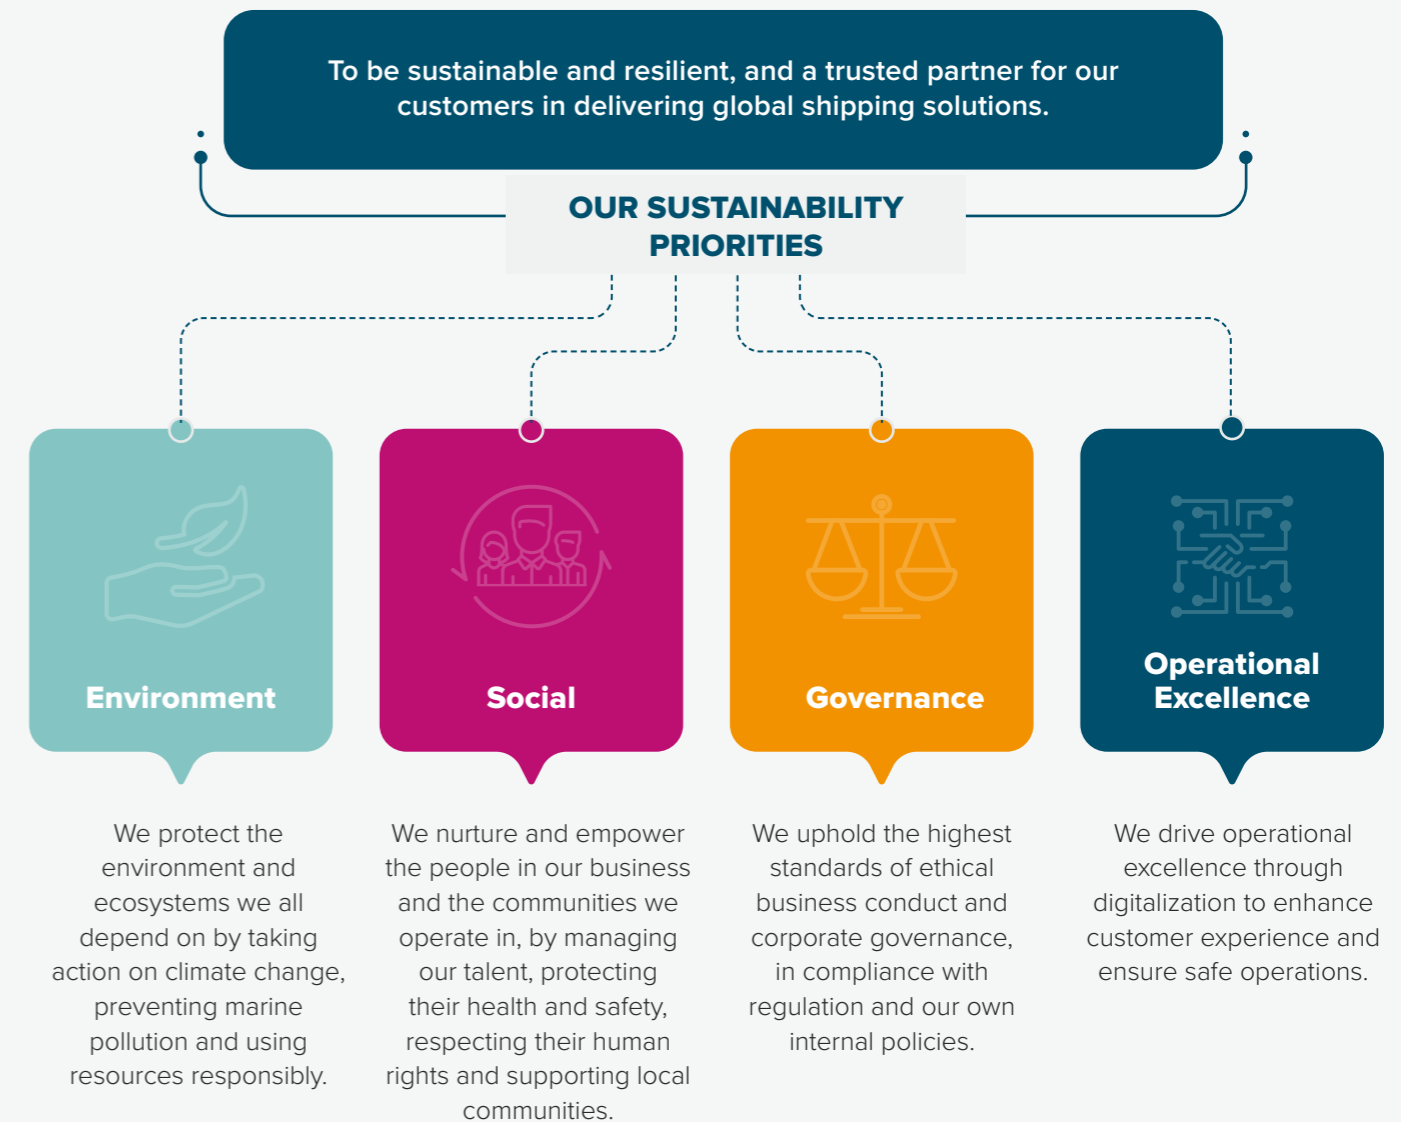 To be sustainable and resilient, and a trusted partner for our
customers in delivering global shipping solutions.
OUR SUSTAINABILITY
PRIORITIES
Environment
We protect the
environment and
ecosystems we all
depend on by taking
action on climate change,
preventing marine
pollution and using
resources responsibly.
Social
We nurture and empower
the people in our business
and the communities we
operate in, by managing
our talent, protecting
their health and safety,
respecting their human
rights and supporting local
communities.
Governance
We uphold the highest
standards of ethical
business conduct and
corporate governance,
in compliance with
regulation and our own
internal policies.
Operational
Excellence
We drive operational
excellence through
digitalization to enhance
customer experience and
ensure safe operations.